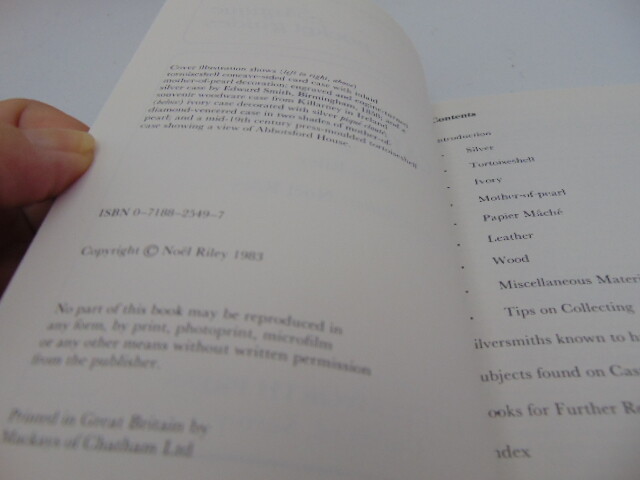 Cover illustration shows (left to right, above)
tortoiseshell concave-sided card case with inlaid
mother-of-pearl decoration; engraved and engine-turned
silver case by Edward Smith, Birmingham, 1850;
souvenir woodware case from Killarney in Ireland
(below) ivory case decorated with silver piqué clouté,
diamond-veneered case in two shades of mother-of-
pearl; and a mid-19th century press-moulded tortoiseshell
case showing a view of Abbotsford House.
ISBN 0-7188-2549-7
Copyright © Noël Riley 1983
No part of this book may be reproduced in
any form, by print, photoprint, microfilm
or any other means without written permission
from the publisher.
Printed in Great Britain by
Mackays of Chatham Ltd
Contents
ntroduction
Silver
Tortoiseshell
Ivory
Mother-of-pearl
Papier Mâché
Leather
Wood
Miscellaneous Materi
Tips on Collecting
ilversmiths known to h
ubjects found on Cas
ooks for Further Re
ndex